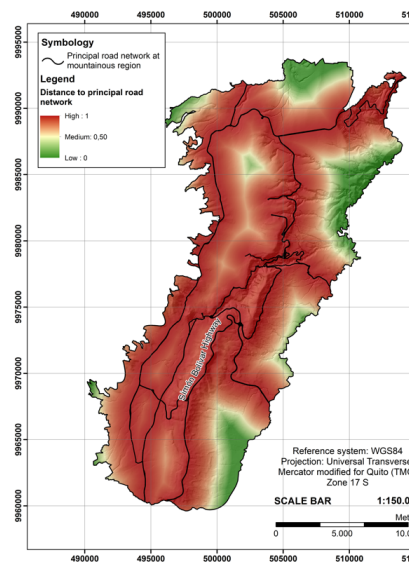 490000 495000 500000 505000 510000
Symbology
Principal road network at
mountainous region
Legend
Distance to principal road
network
High : 1
Medium: 0,50
Low : 0
9995000
9990000
9985000
9980000
9975000
9970000
9965000
9960000
Simón Bolívar Highway
Reference system: WGS84
Projection: Universal Transverse
Mercator modified for Quito (TMQ
Zone 17 S
SCALE BAR 1:150.0
Met
0 5.000 10.0
490000 495000 500000 505000 510000